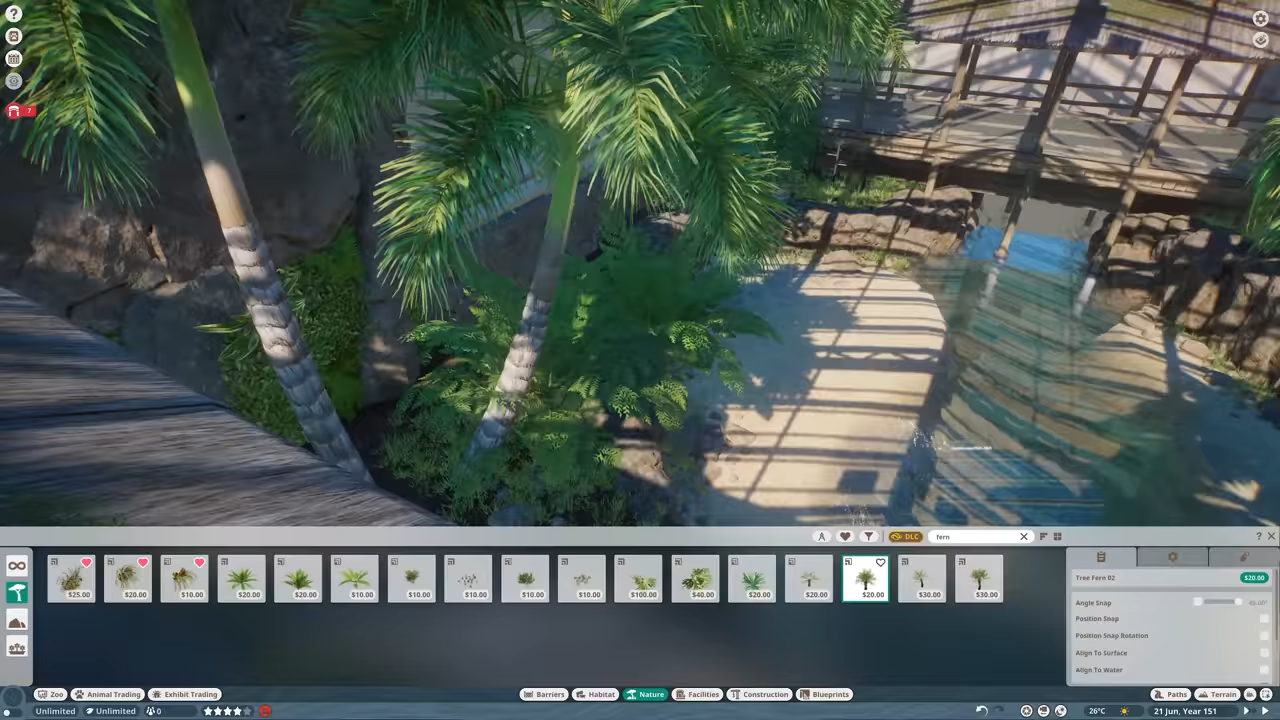 ?
7
DLC
fern
?
$25.00
$20.00
$10.00
$20.00
$20.00
$10.00
$10.00
$10.00
$10.00
$10.00
$100.00
$40.00
$20.00
$20.00
$20.00
$30.00
$30.00
Tree Fern 02
$20.00
Angle Snap
45.00°
Position Snap
Position Snap Rotation
Align To Surface
Align To Water
Zoo
Animal Trading
Exhibit Trading
Barriers
Habitat
Nature
Facilities
Construction
Blueprints
Paths
Terrain
Unlimited
Unlimited
0
26°C
21 Jun, Year 151